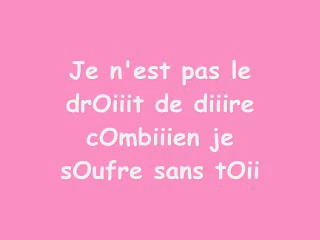 Je n'est pas le
drOiiit de diiire
cOmbiiien je
sOufre sans tOii